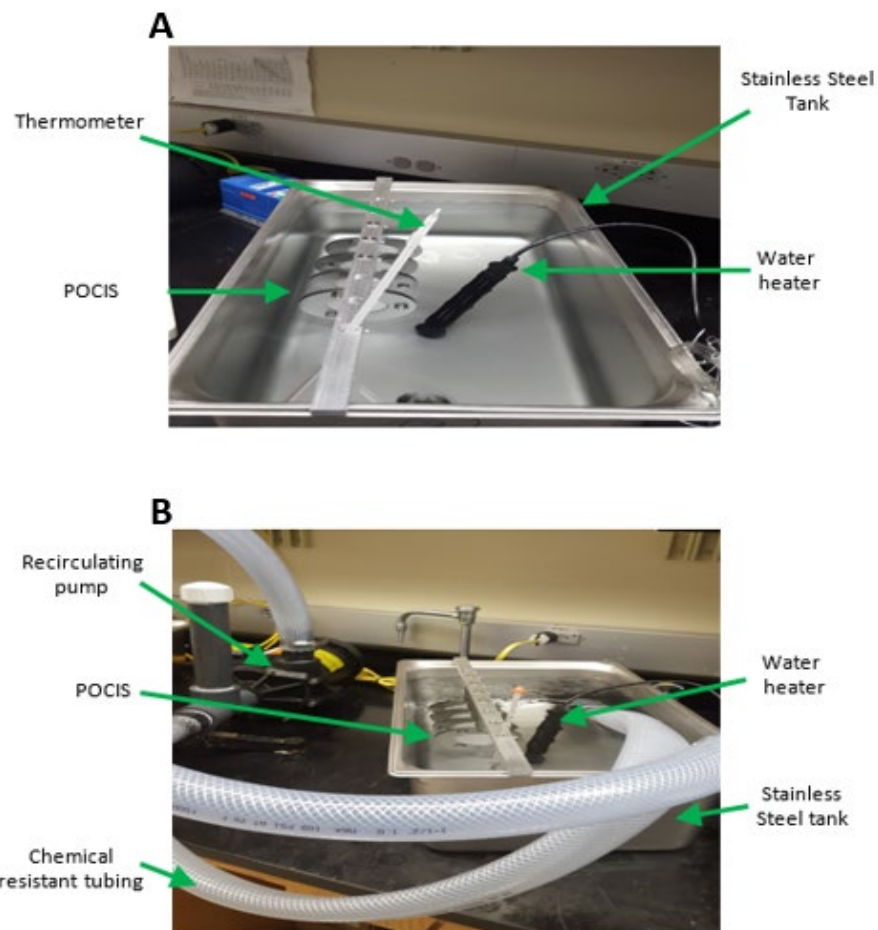 A
Thermometer
Stainless Steel
Tank
POCIS
Water
heater
B
Recirculating
pump
POCIS
Water
heater
Stainless
Steel tank
Chemical
resistant tubing